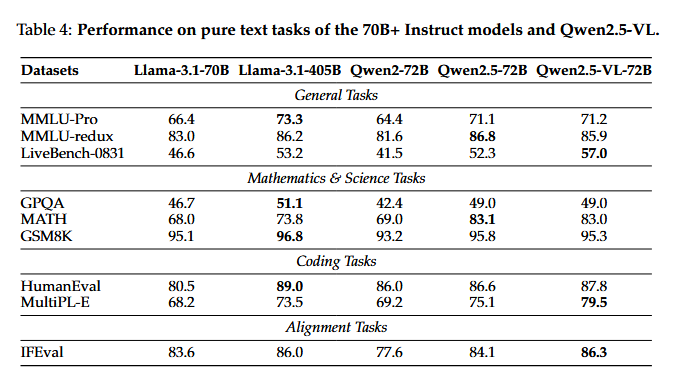 Table 4: Performance on pure text tasks of the 70B+ Instruct models and Qwen2.5-VL.
Datasets Llama-3.1-70B Llama-3.1-405B Qwen2-72B Qwen2.5-72B Qwen2.5-VL-72B
General Tasks
MMLU-Pro 66.4 73.3 64.4 71.1 71.2
MMLU-redux 83.0 86.2 81.6 86.8 85.9
LiveBench-0831 46.6 53.2 41.5 52.3 57.0
Mathematics & Science Tasks
GPQA 46.7 51.1 42.4 49.0 49.0
MATH 68.0 73.8 69.0 83.1 83.0
GSM8K 95.1 96.8 93.2 95.8 95.3
Coding Tasks
HumanEval 80.5 89.0 86.0 86.6 87.8
MultiPL-E 68.2 73.5 69.2 75.1 79.5
Alignment Tasks
IFEval 83.6 86.0 77.6 84.1 86.3